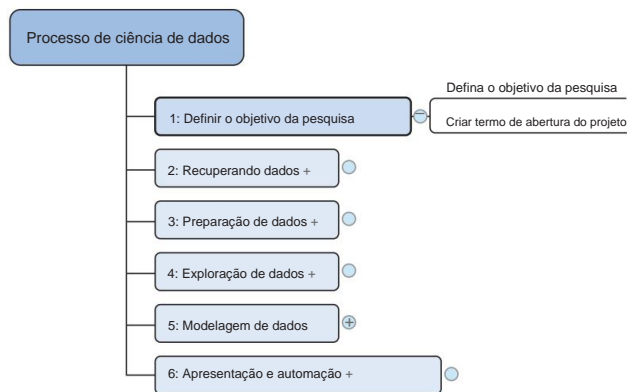 Processo de ciência de dados
Defina o objetivo da pesquisa
1: Definir o objetivo da pesquisa
Criar termo de abertura do projeto
2: Recuperando dados +
3: Preparação de dados +
4: Exploração de dados +
5: Modelagem de dados
6: Apresentação e automação +